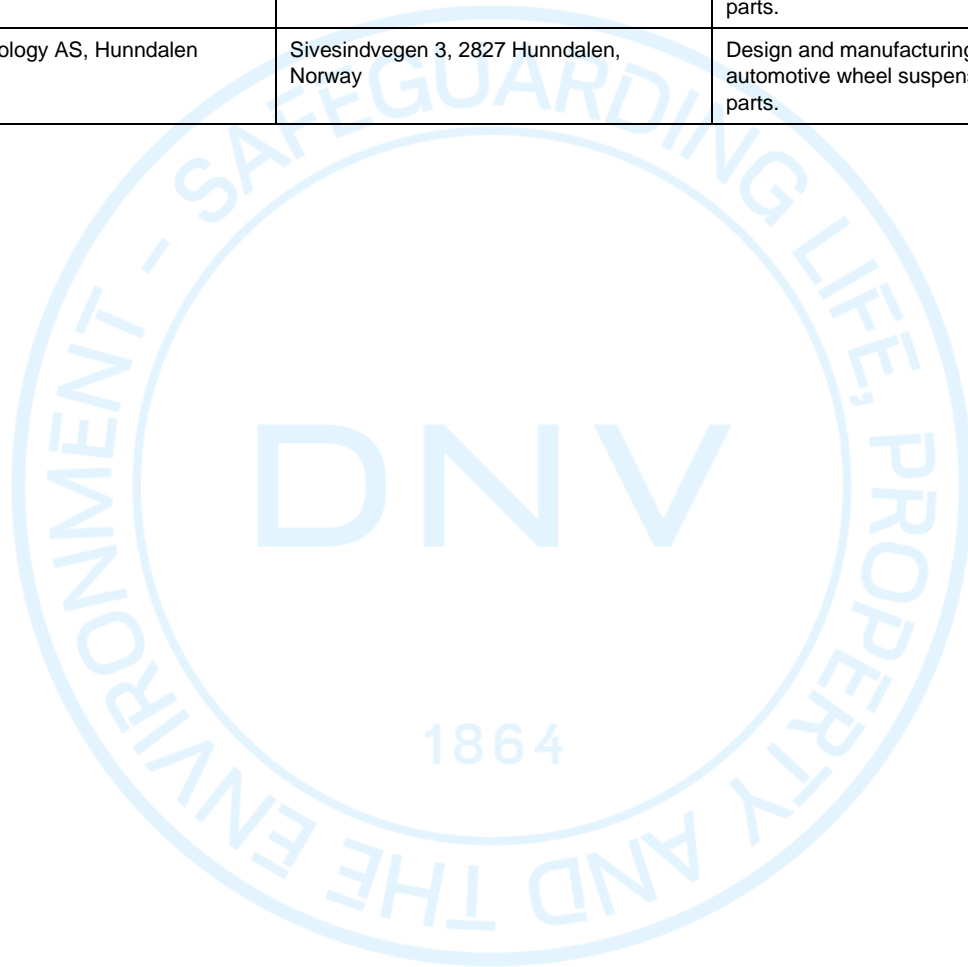 parts.
ology AS, Hunndalen
Sivesindvegen 3, 2827 Hunndalen,
Norway
Design and manufacturing
automotive wheel suspens
parts.
SAFEGUARDING LIFE, PROPERTY AND THE ENVIRONMENT -
DNV
1864